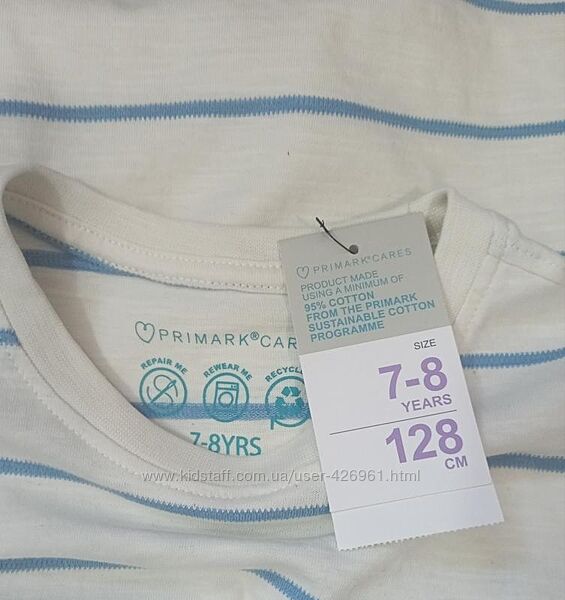 PRIMARK®CARES
PRODUCT MADE
USING A MINIMUM OF
95% COTTON
FROM THE PRIMARK
SUSTAINABLE COTTON
PROGRAMME
SIZE
7-8
YEARS
128
CM
PRIMARK®CARE
REPAIR ME
REWEAR ME
RECYCL
7-8YRS
www.kidstaff.com.ua/user-426961.html